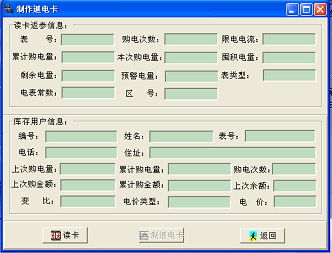 制作退电卡
读卡返参信息:
表 号: 购电次数: 限电电流:
累计购电量: 本次购电量: 囤积电量:
剩余电量: 预警电量: 表类型:
电表常数: 区 号:
库存用户信息:
编号: 姓名: 表号:
电话: 住址:
上次购电量: 累计购电量: 购电次数:
上次购金额: 累计购金额: 上次余额:
变 比: 电价类型: 电 价:
读卡 制退电卡 返回